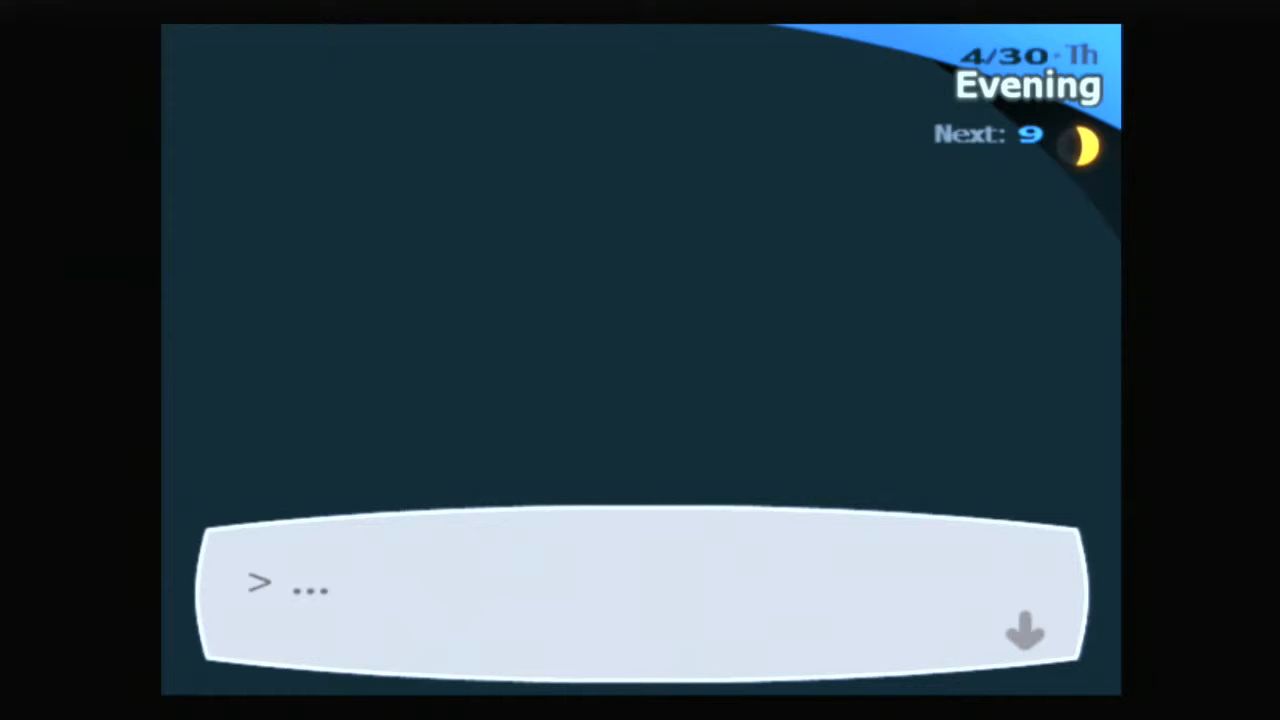 4/30・Th
Evening
Next: 9
> ...